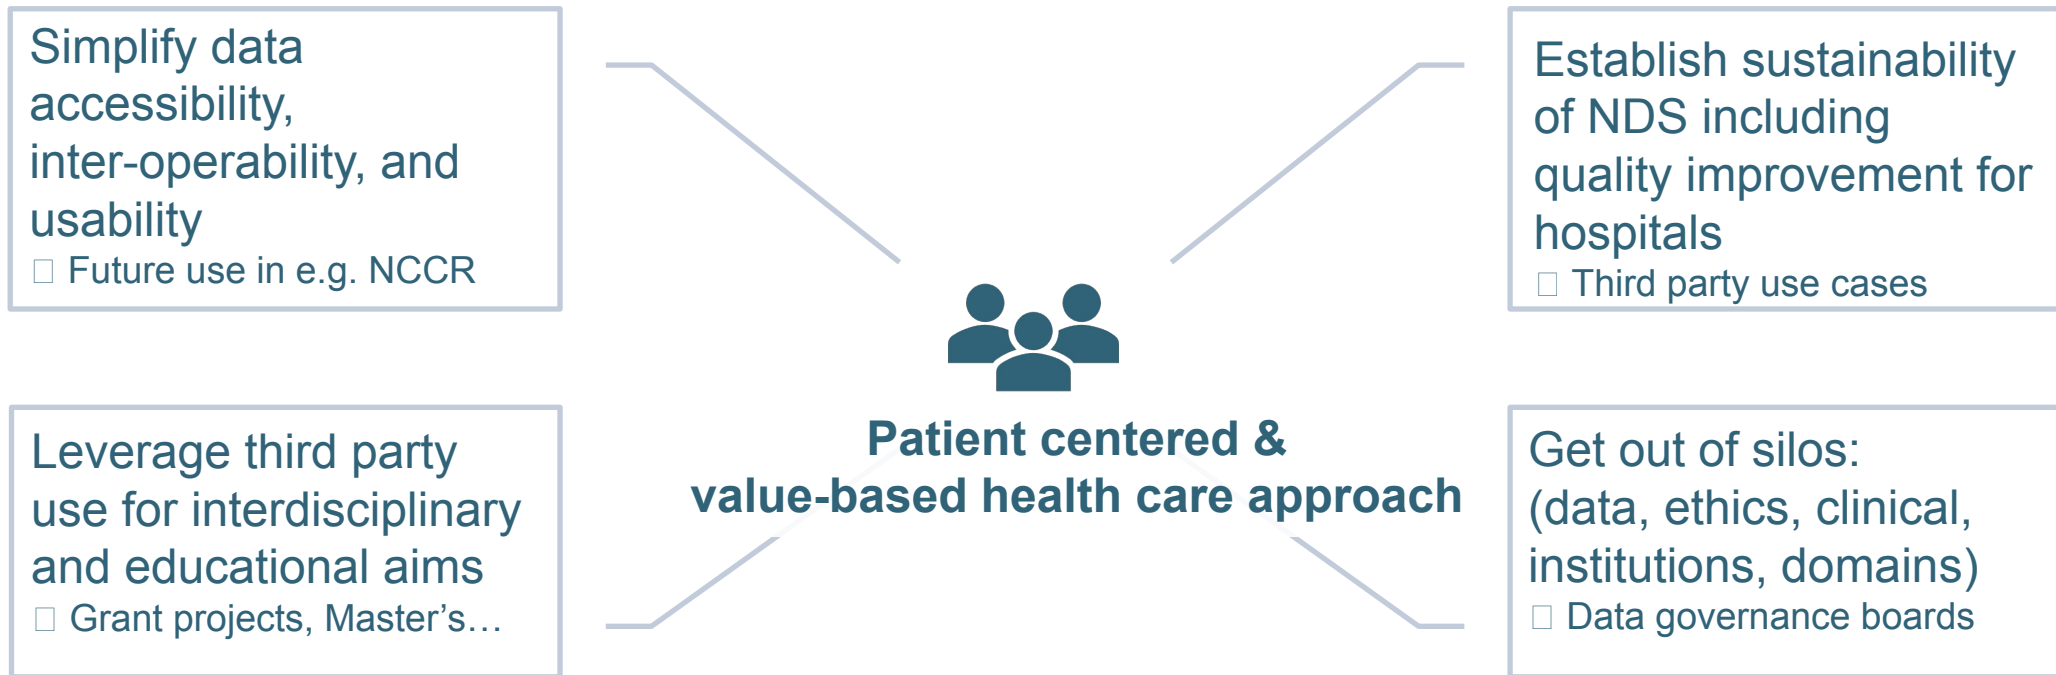 Simplify data
accessibility,
inter-operability, and
usability
□ Future use in e.g. NCCR
Establish sustainability
of NDS including
quality improvement for
hospitals
□ Third party use cases
Patient centered &
value-based health care approach
Leverage third party
use for interdisciplinary
and educational aims
□ Grant projects, Master’s…
Get out of silos:
(data, ethics, clinical,
institutions, domains)
□ Data governance boards